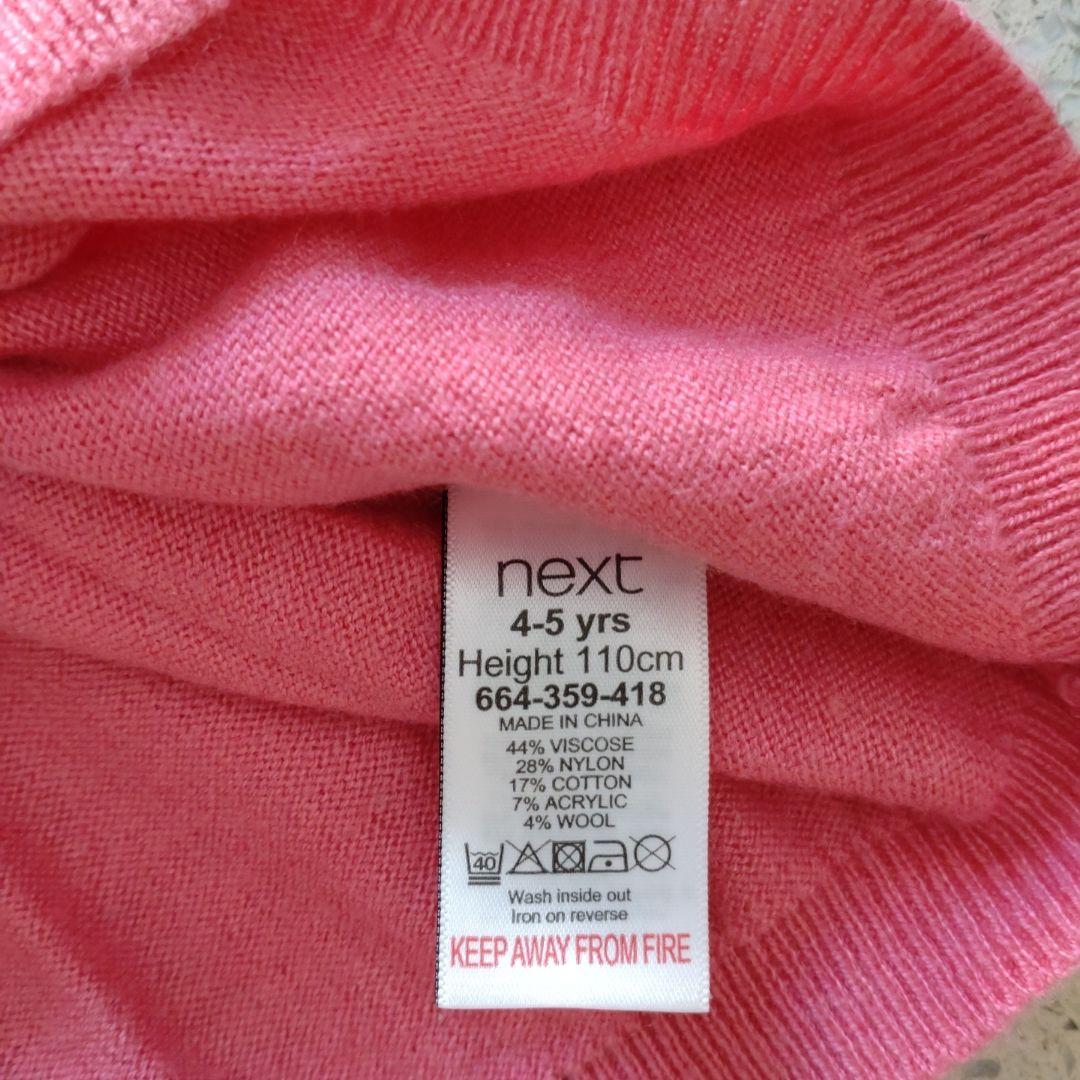 next
4-5 yrs
Height 110cm
664-359-418
MADE IN CHINA
44% VISCOSE
28% NYLON
17% COTTON
7% ACRYLIC
4% WOOL
40
Wash inside out
Iron on reverse
KEEP AWAY FROM FIRE